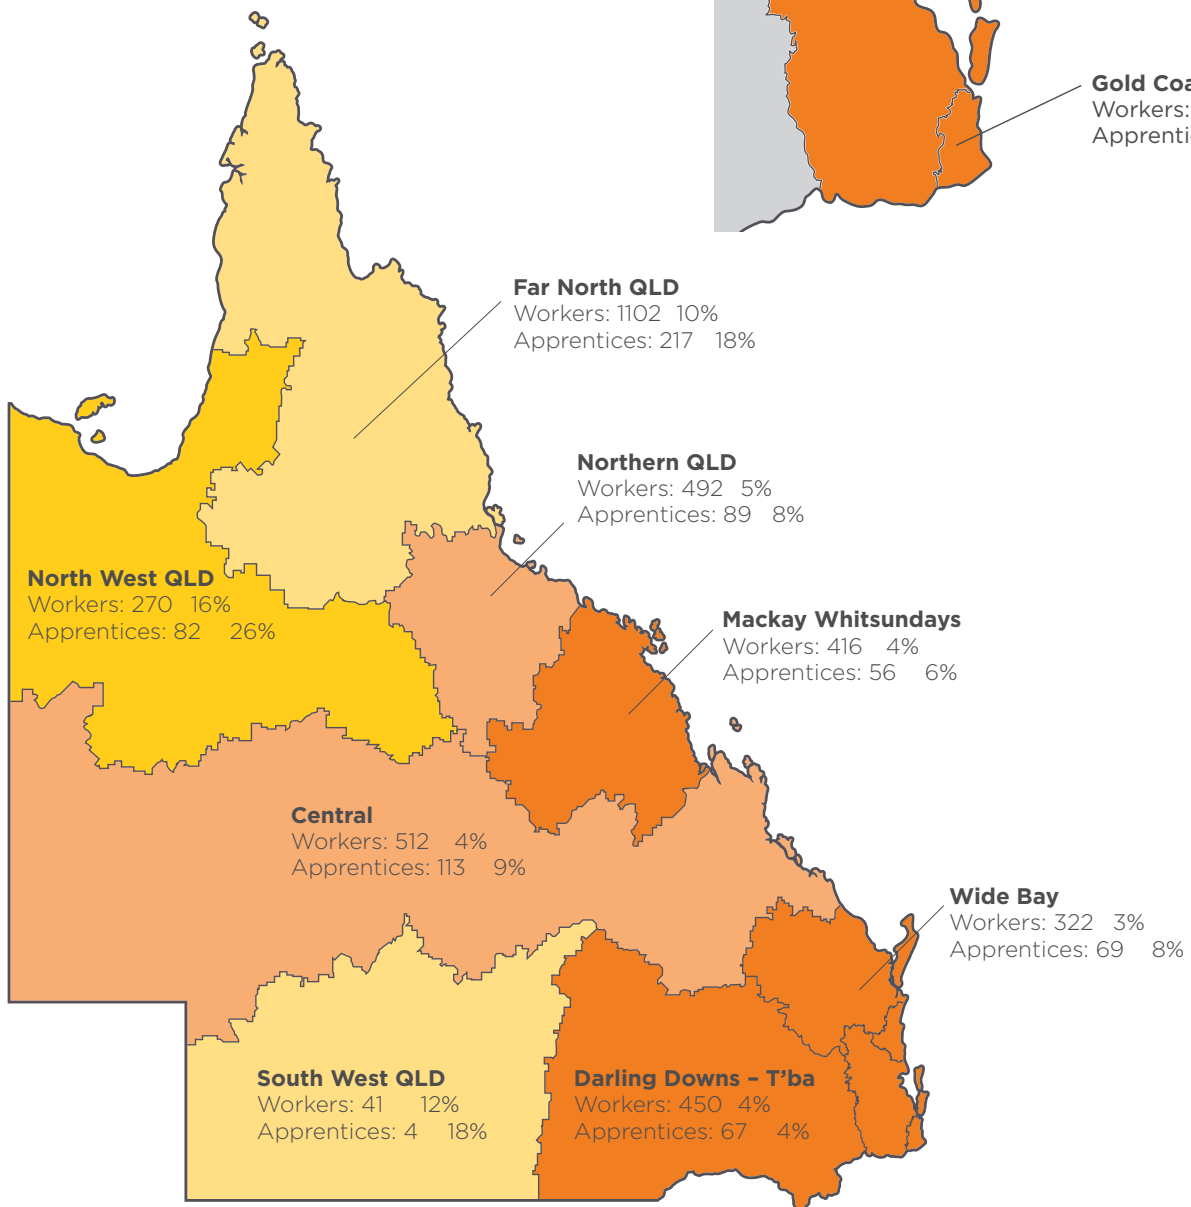 Gold Coa
Workers:
Apprenti
Far North QLD
Workers: 1102 10%
Apprentices: 217 18%
Northern QLD
Workers: 492 5%
Apprentices: 89 8%
North West QLD
Workers: 270 16%
Apprentices: 82 26%
Mackay Whitsundays
Workers: 416 4%
Apprentices: 56 6%
Central
Workers: 512 4%
Apprentices: 113 9%
Wide Bay
Workers: 322 3%
Apprentices: 69 8%
South West QLD
Workers: 41 12%
Apprentices: 4 18%
Darling Downs – T’ba
Workers: 450 4%
Apprentices: 67 4%